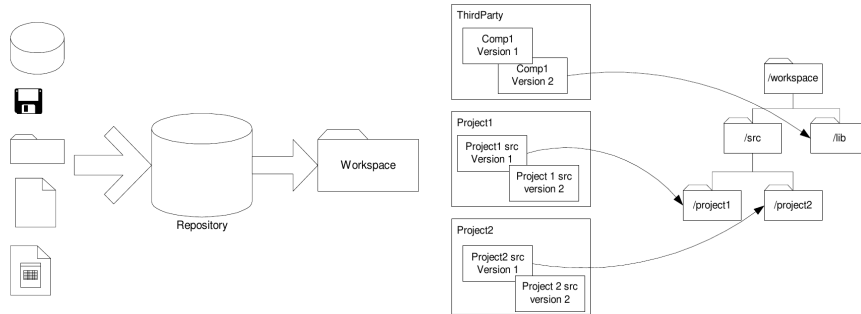 Repository
Workspace
ThirdParty
Comp1
Version 1
Comp1
Version 2
Project1
Project1 src
Version 1
Project 1 src
version 2
Project2
Project2 src
Version 1
Project 2 src
version 2
/workspace
/src
/lib
/project1
/project2